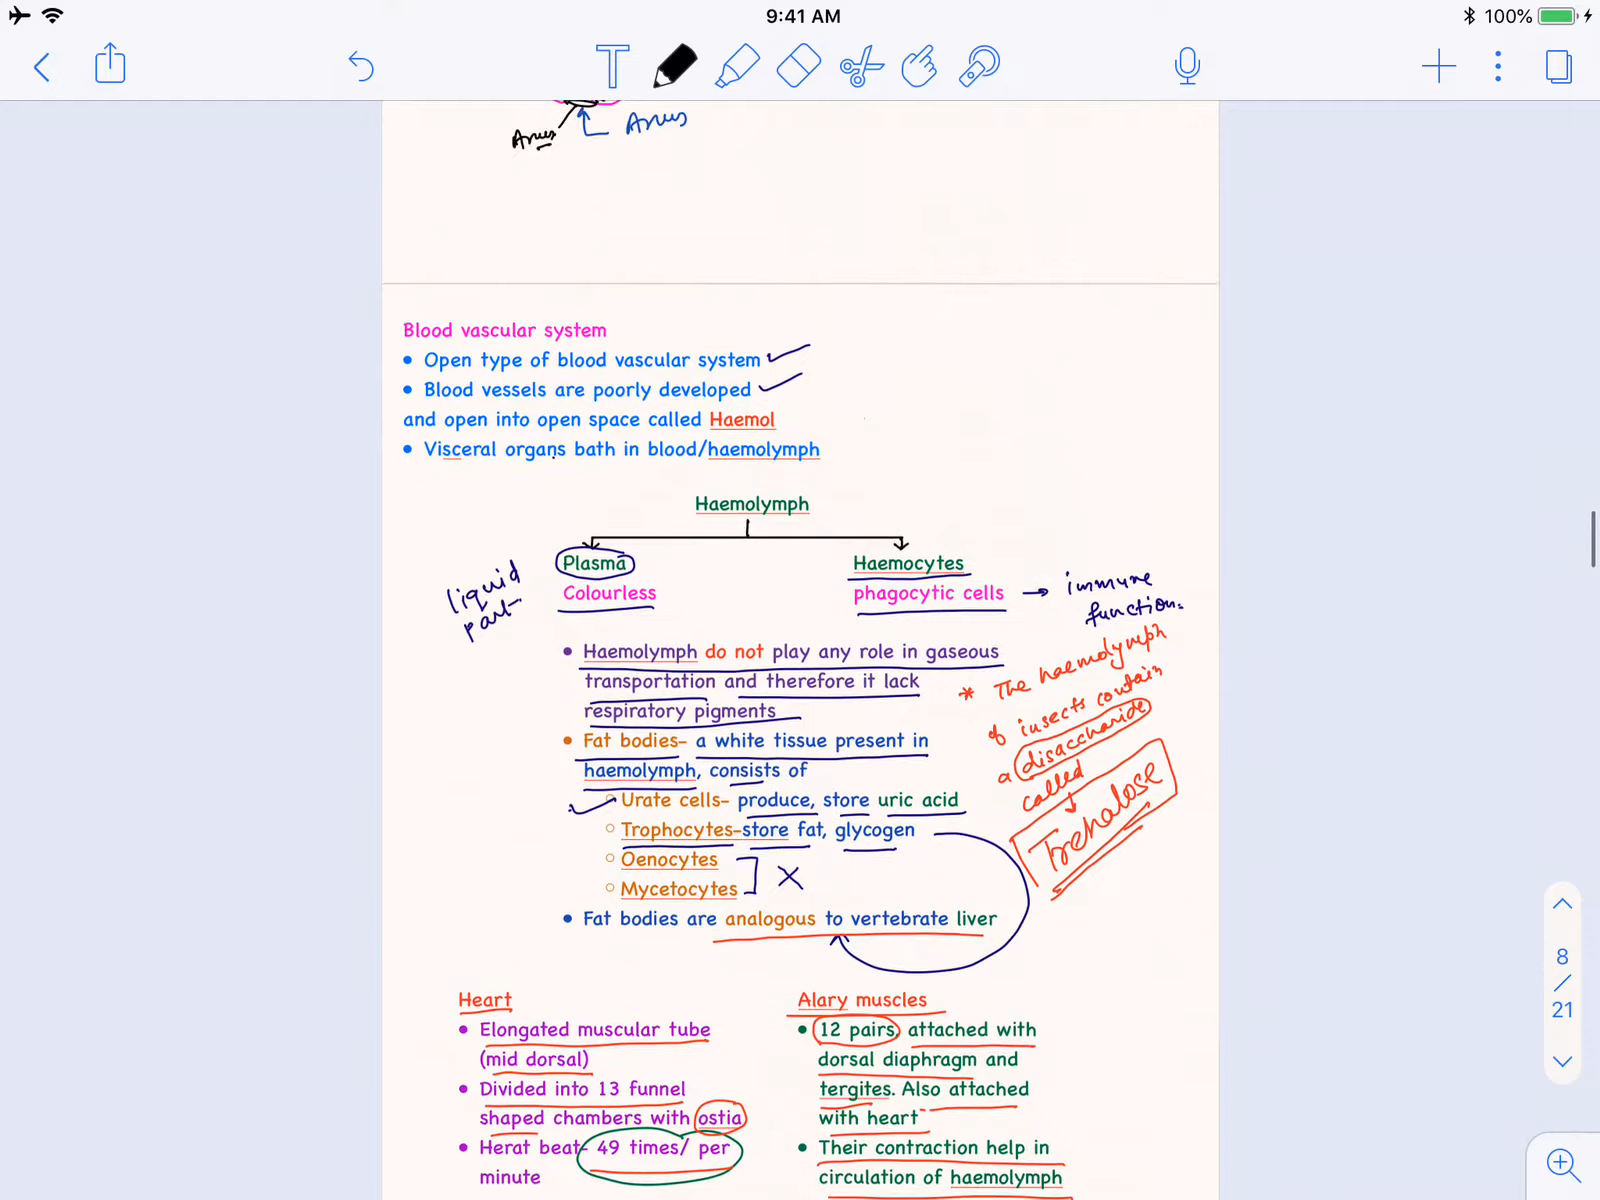 9:41 AM
100%
T
Anus
Anus
Blood vascular system
• Open type of blood vascular system
• Blood vessels are poorly developed
and open into open space called Haemol
• Visceral organs bath in blood/haemolymph
Haemolymph
Plasma
Haemocytes
Colourless
phagocytic cells → immune
function.
liquid
part
• Haemolymph do not play any role in gaseous
transportation and therefore it lack
respiratory pigments
• Fat bodies- a white tissue present in
haemolymph, consists of
○ Urate cells- produce, store uric acid
○ Trophocytes-store fat, glycogen
○ Oenocytes
○ Mycetocytes
• Fat bodies are analogous to vertebrate liver
* The haemolymph
of insects contain
a disaccharide
called
Trehalose
Heart
• Elongated muscular tube
(mid dorsal)
• Divided into 13 funnel
shaped chambers with ostia
• Herat beat- 49 times/ per
minute
Alary muscles
• 12 pairs, attached with
dorsal diaphragm and
tergites. Also attached
with heart
• Their contraction help in
circulation of haemolymph
8
/
21